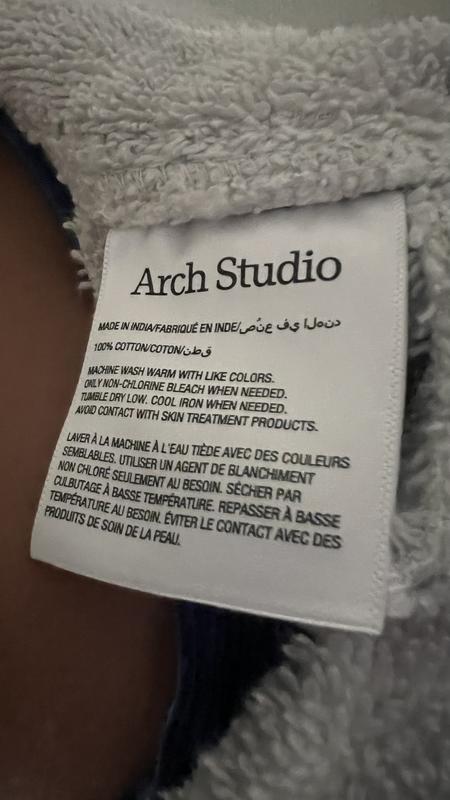 Arch Studio
MADE IN INDIA/FABRIQUÉ EN INDE/دنهلا يف عنُص
100% COTTON/COTON/قطن
MACHINE WASH WARM WITH LIKE COLORS.
ONLY NON-CHLORINE BLEACH WHEN NEEDED.
TUMBLE DRY LOW. COOL IRON WHEN NEEDED.
AVOID CONTACT WITH SKIN TREATMENT PRODUCTS.
LAVER À LA MACHINE À L'EAU TIÈDE AVEC DES COULEURS
SEMBLABLES. UTILISER UN AGENT DE BLANCHIMENT
NON CHLORÉ SEULEMENT AU BESOIN. SÉCHER PAR
CULBUTAGE À BASSE TEMPÉRATURE. REPASSER À BASSE
TEMPÉRATURE AU BESOIN. ÉVITER LE CONTACT AVEC DES
PRODUITS DE SOIN DE LA PEAU.